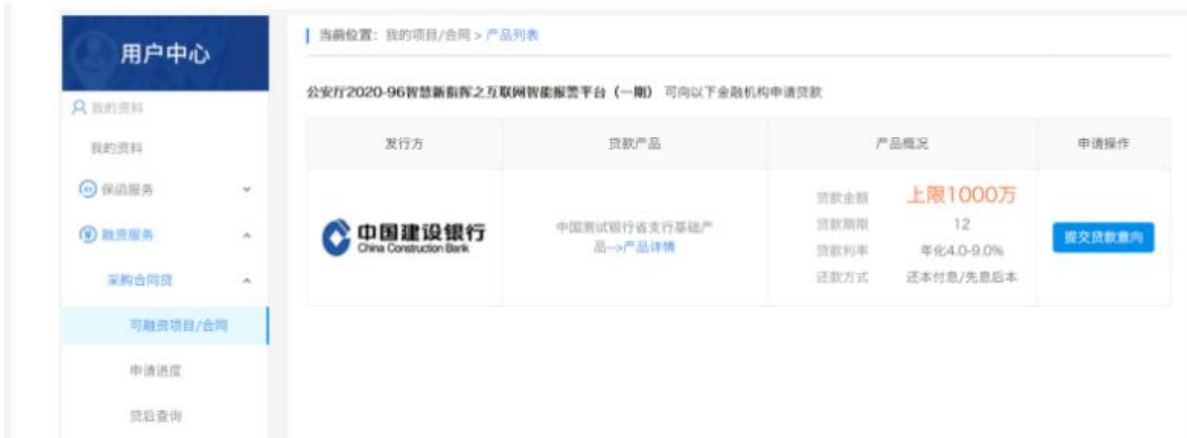 用户中心
当前位置：我的项目/合同 > 产品列表
公安厅2020-96智慧新指挥之互联网智能报警平台（一期） 可向以下金融机构申请贷款
我的资料
我的资料
保函服务
融资服务
采购合同贷
可融资项目/合同
申请进度
贷后查询
发行方 贷款产品 产品概况 申请操作
中国建设银行
China Construction Bank
中国测试银行省支行基础产
品-->产品详情
贷款金额 上限1000万
贷款期限 12
贷款利率 年化4.0-9.0%
还款方式 还本付息/先息后本
提交贷款意向